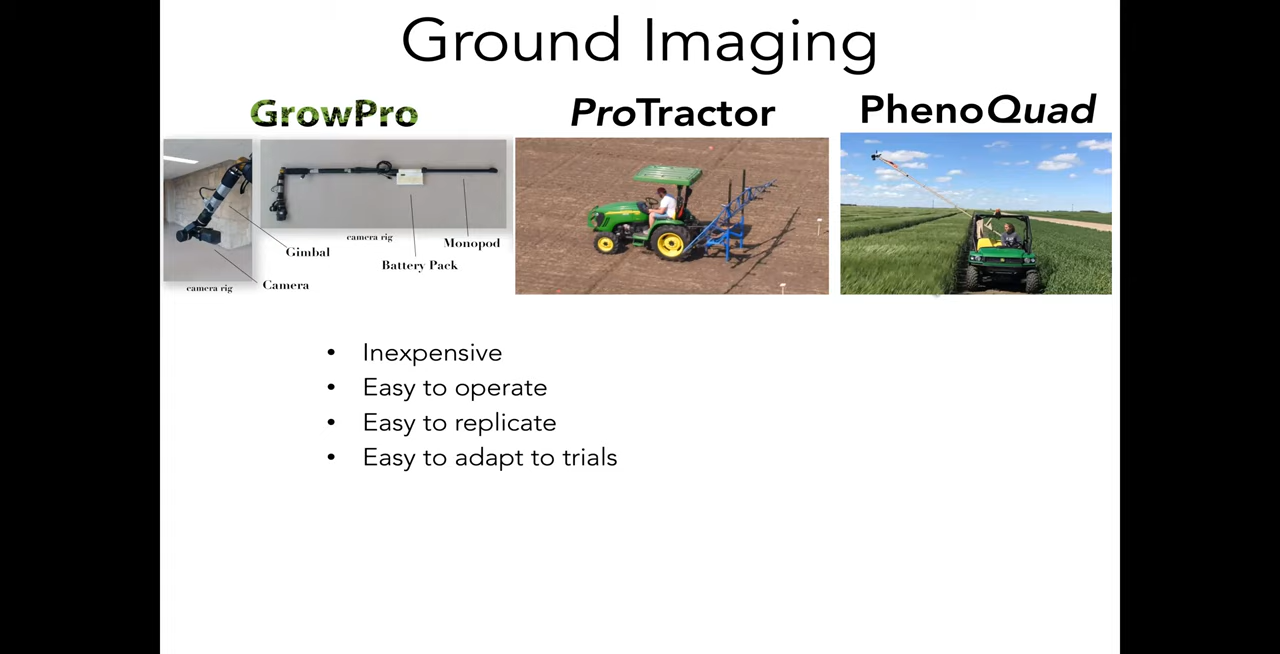 Ground Imaging
GrowPro
ProTractor
PhenoQuad
Gimbal
camera rig
Monopod
Battery Pack
Camera
camera rig
• Inexpensive
• Easy to operate
• Easy to replicate
• Easy to adapt to trials